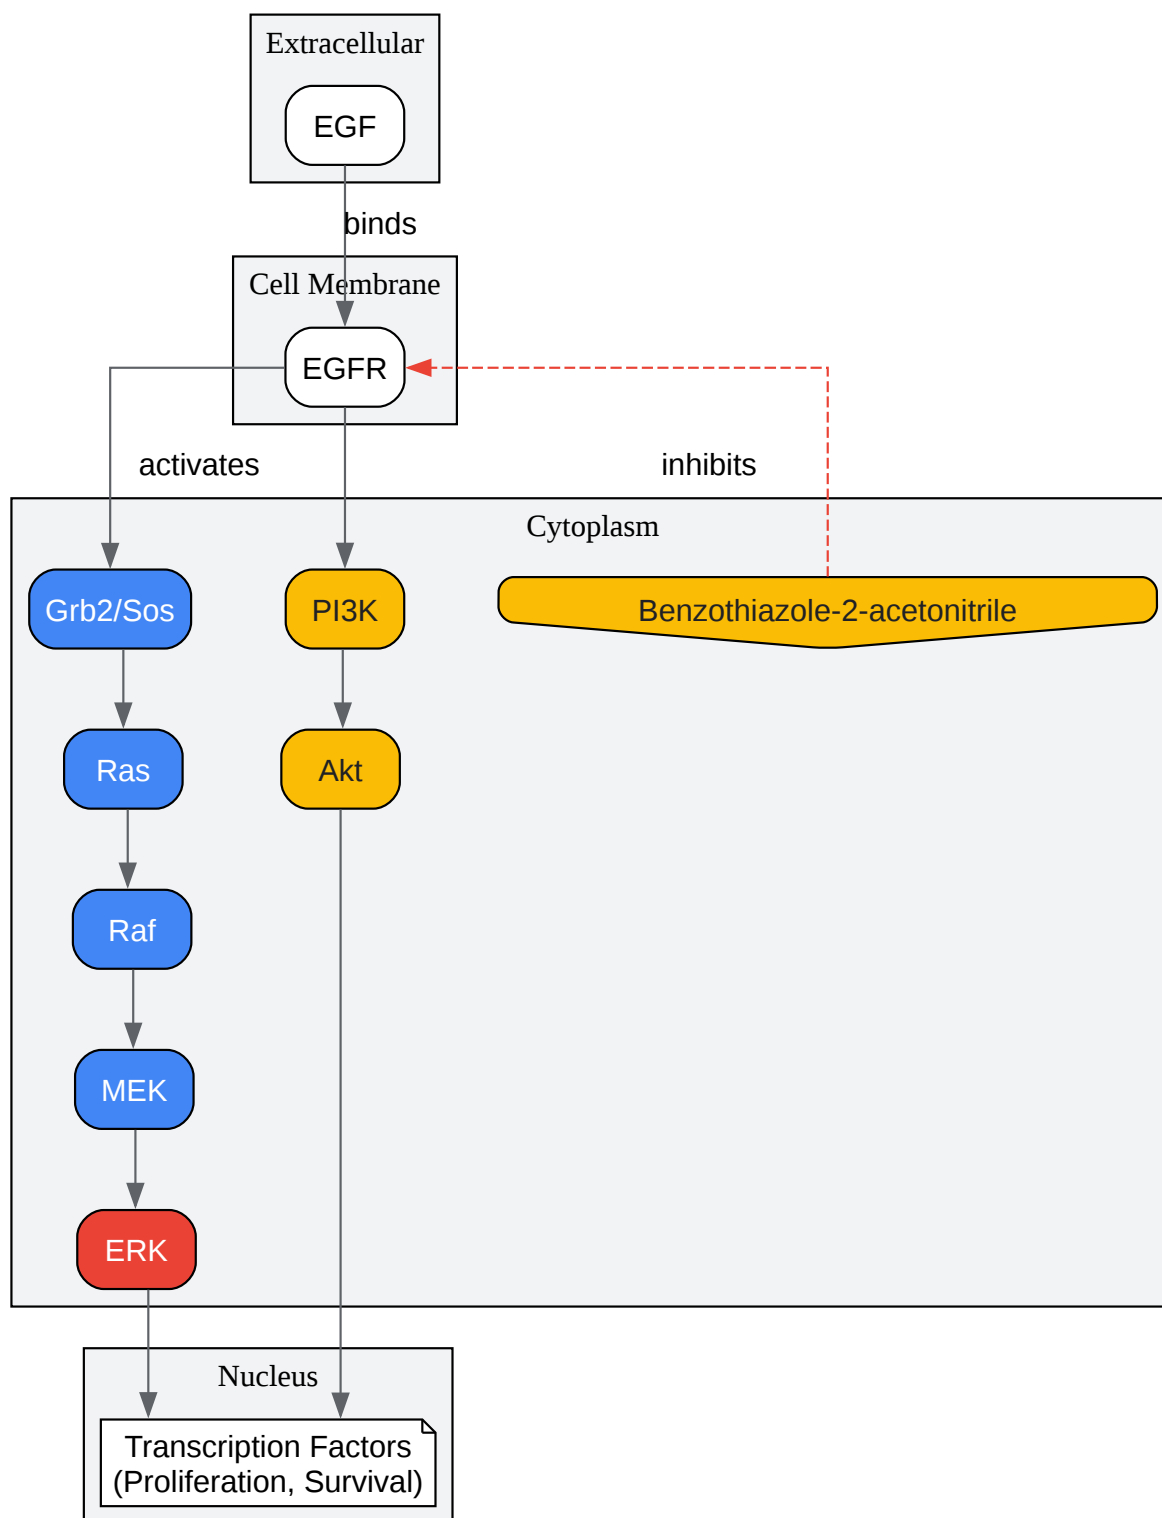 Extracellular
EGF
binds
Cell Membrane
EGFR
activates
inhibits
Cytoplasm
Grb2/Sos
PI3K
Benzothiazole-2-acetonitrile
Ras
Akt
Raf
MEK
ERK
Nucleus
Transcription Factors
(Proliferation, Survival)